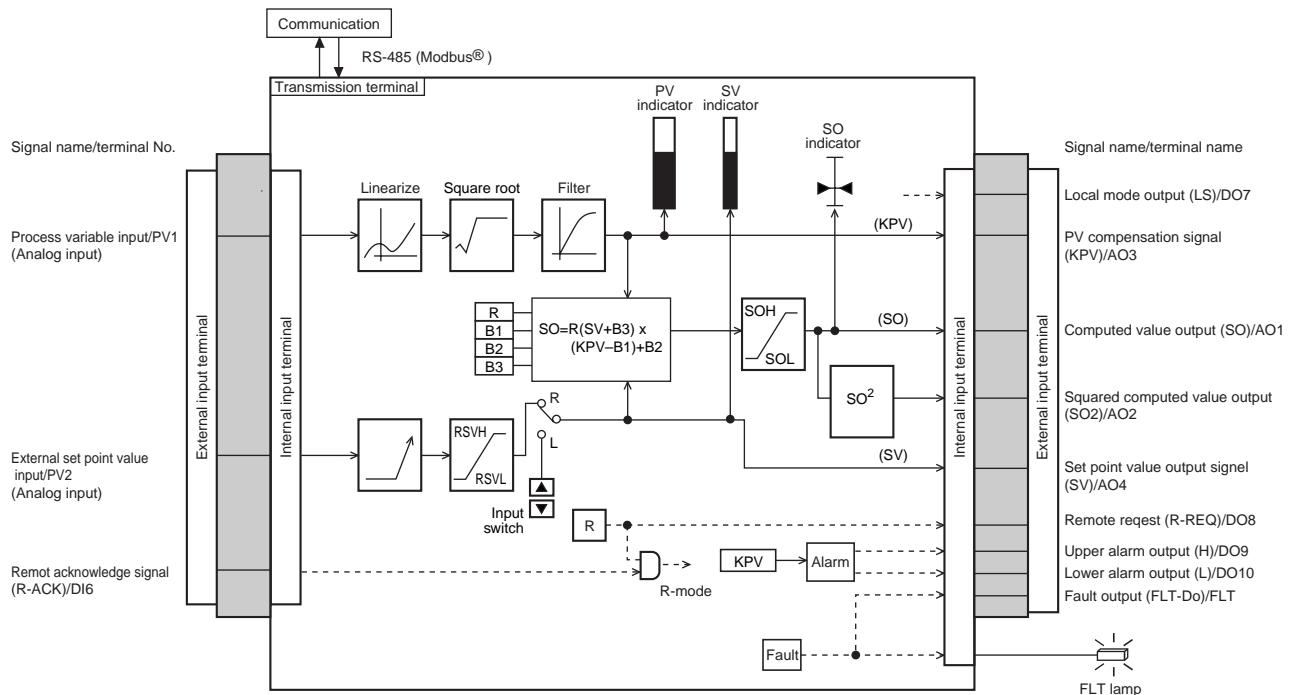 Communication
RS-485 (Modbus® )
Transmission terminal
PV
indicator
SV
indicator
SO
indicator
Signal name/terminal No.
Signal name/terminal name
Linearize
Square root
Filter
(KPV)
Local mode output (LS)/DO7
Process variable input/PV1
(Analog input)
PV compensation signal
(KPV)/AO3
External input terminal
Internal input terminal
R
B1
B2
B3
SO=R(SV+B3) x
(KPV–B1)+B2
SOH
SOL
(SO)
Computed value output (SO)/AO1
SO²
Squared computed value output
(SO2)/AO2
Internal input terminal
External input terminal
R
L
RSVH
RSVL
External set point value
input/PV2
(Analog input)
(SV)
Set point value output signel
(SV)/AO4
Input
switch
R
Remote reqest (R-REQ)/DO8
KPV
Alarm
Upper alarm output (H)/DO9
Lower alarm output (L)/DO10
Remot acknowledge signal
(R-ACK)/DI6
R-mode
Fault output (FLT-Do)/FLT
Fault
FLT lamp